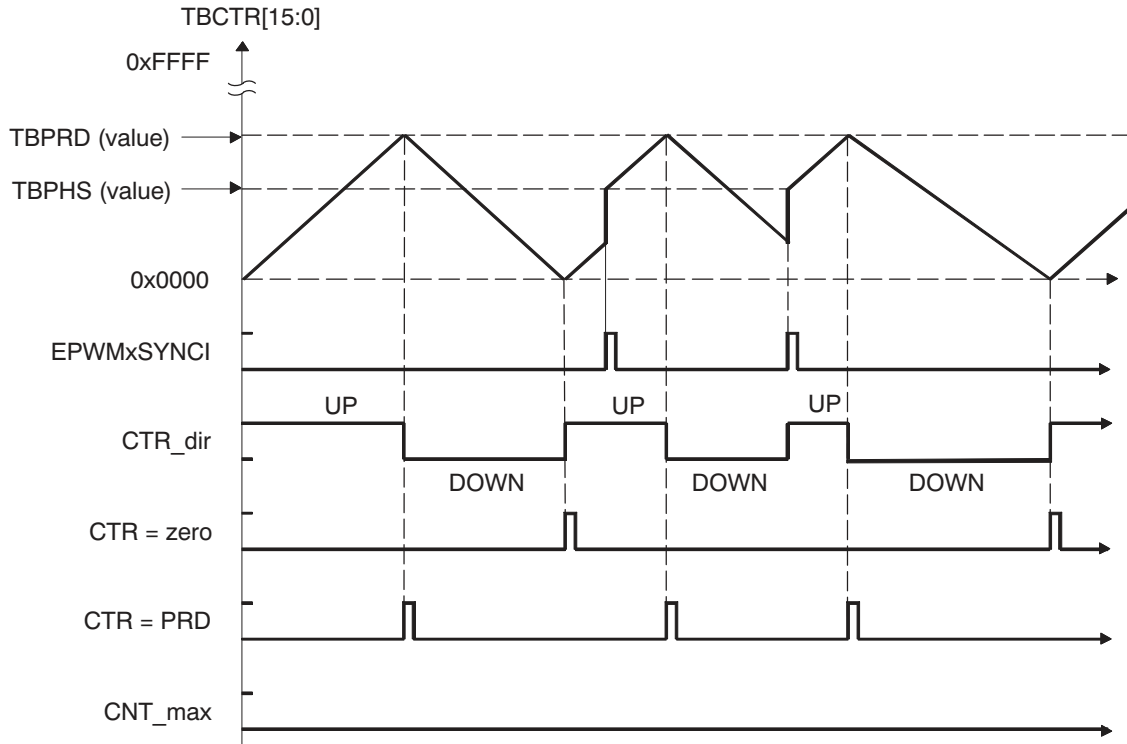 TBCTR[15:0]
0xFFFF
TBPRD (value)
TBPHS (value)
0x0000
EPWMxSYNCI
UP
UP
UP
CTR_dir
DOWN
DOWN
DOWN
CTR = zero
CTR = PRD
CNT_max